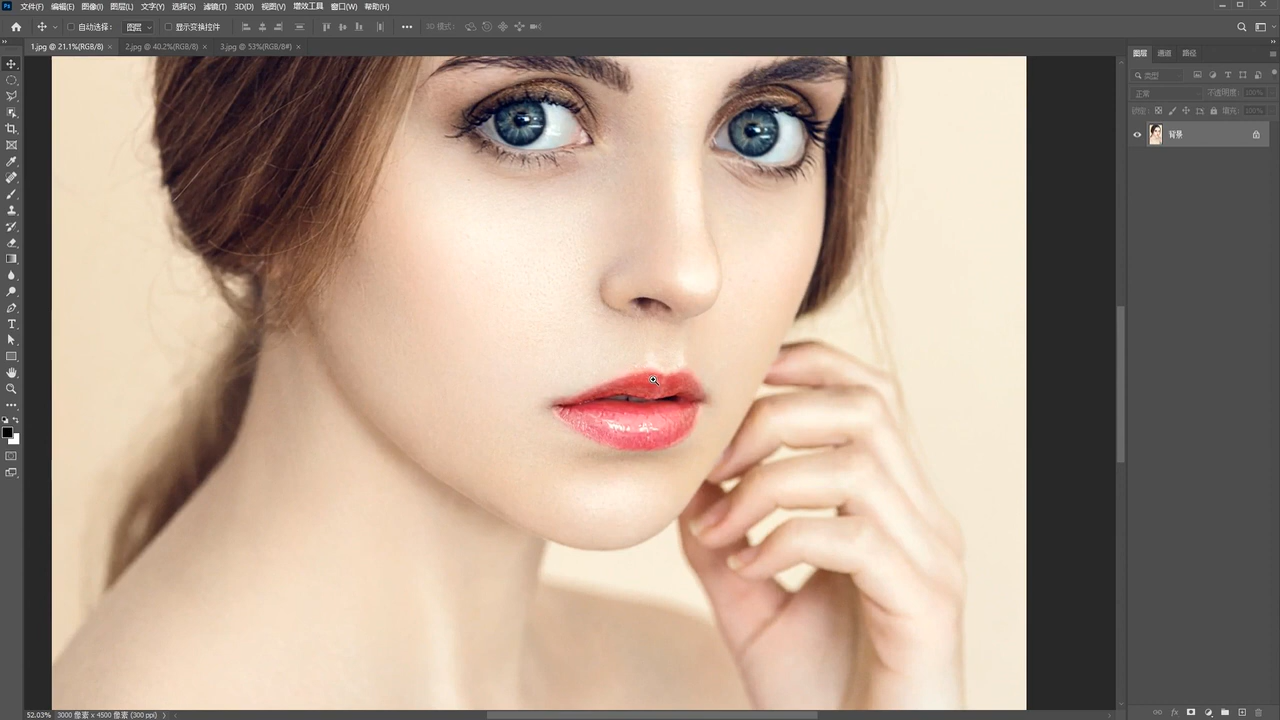 Ps 文件(F) 编辑(E) 图像(I) 图层(L) 文字(Y) 选择(S) 滤镜(T) 3D(D) 视图(V) 增效工具 窗口(W) 帮助(H)
自动选择: 图层 显示变换控件 3D 模式:
1.jpg @ 21.1%(RGB/8) × 2.jpg @ 40.2%(RGB/8) × 3.jpg @ 53%(RGB/8#) ×
图层 通道 路径
类型
正常 不透明度: 100%
锁定: 填充: 100%
背景
52.03% 3000 像素 x 4500 像素 (300 ppi)